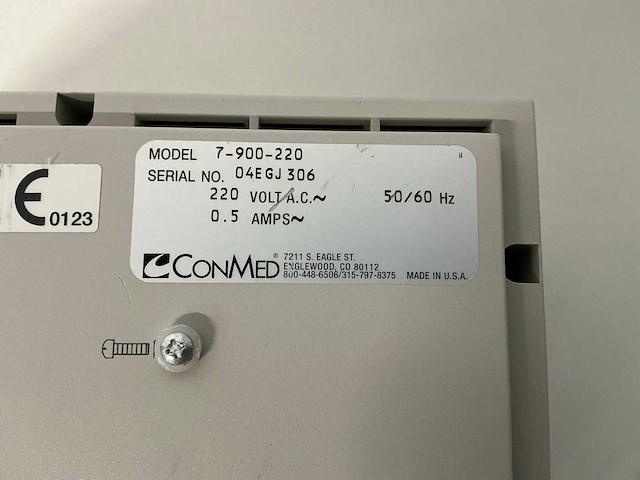 MODEL 7-900-220
SERIAL NO. 04EGJ306
220 VOLT A.C.~ 50/60 Hz
0.5 AMPS~
CONMED®
7211 S. EAGLE ST.
ENGLEWOOD, CO 80112
800-448-6506/315-797-8375 MADE IN U.S.A.
CE 0123